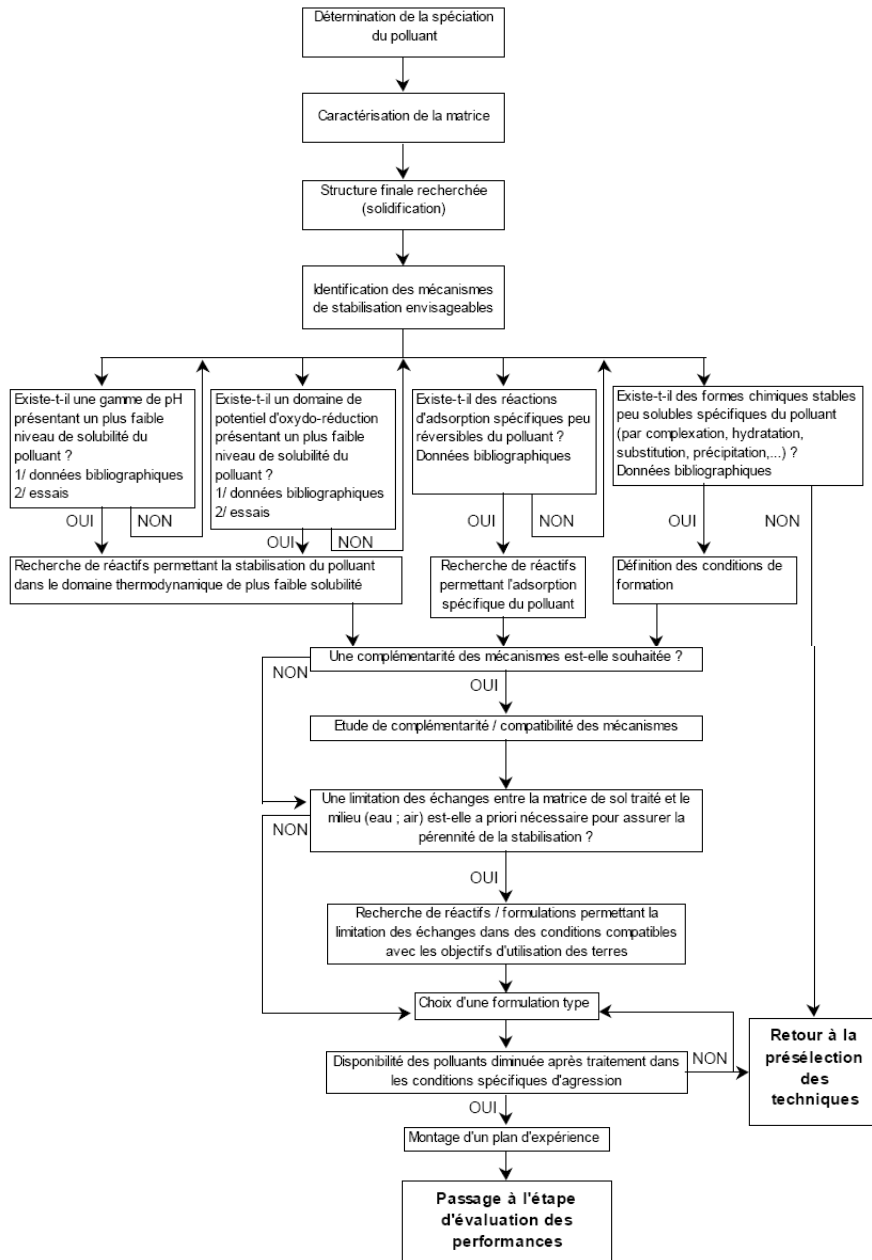 Détermination de la spéciation
du polluant
Caractérisation de la matrice
Structure finale recherchée
(solidification)
Identification des mécanismes
de stabilisation envisageables
Existe-t-il une gamme de pH
présentant un plus faible
niveau de solubilité du
polluant ?
1/ données bibliographiques
2/ essais
Existe-t-il un domaine de
potentiel d'oxydo-réduction
présentant un plus faible
niveau de solubilité du
polluant ?
1/ données bibliographiques
2/ essais
Existe-t-il des réactions
d'adsorption spécifiques peu
réversibles du polluant ?
Données bibliographiques
Existe-t-il des formes chimiques stables
peu solubles spécifiques du polluant
(par complexation, hydratation,
substitution, précipitation,...) ?
Données bibliographiques
OUI
NON
OUI
NON
OUI
NON
OUI
NON
Recherche de réactifs permettant la stabilisation du polluant
dans le domaine thermodynamique de plus faible solubilité
Recherche de réactifs
permettant l'adsorption
spécifique du polluant
Définition des conditions de
formation
Une complémentarité des mécanismes est-elle souhaitée ?
NON
OUI
Etude de complémentarité / compatibilité des mécanismes
Une limitation des échanges entre la matrice de sol traité et le
milieu (eau ; air) est-elle a priori nécessaire pour assurer la
pérennité de la stabilisation ?
NON
OUI
Recherche de réactifs / formulations permettant la
limitation des échanges dans des conditions compatibles
avec les objectifs d'utilisation des terres
Choix d'une formulation type
Disponibilité des polluants diminuée après traitement dans
les conditions spécifiques d'agression
NON
Retour à la
présélection
des
techniques
OUI
Montage d'un plan d'expérience
Passage à l'étape
d'évaluation des
performances